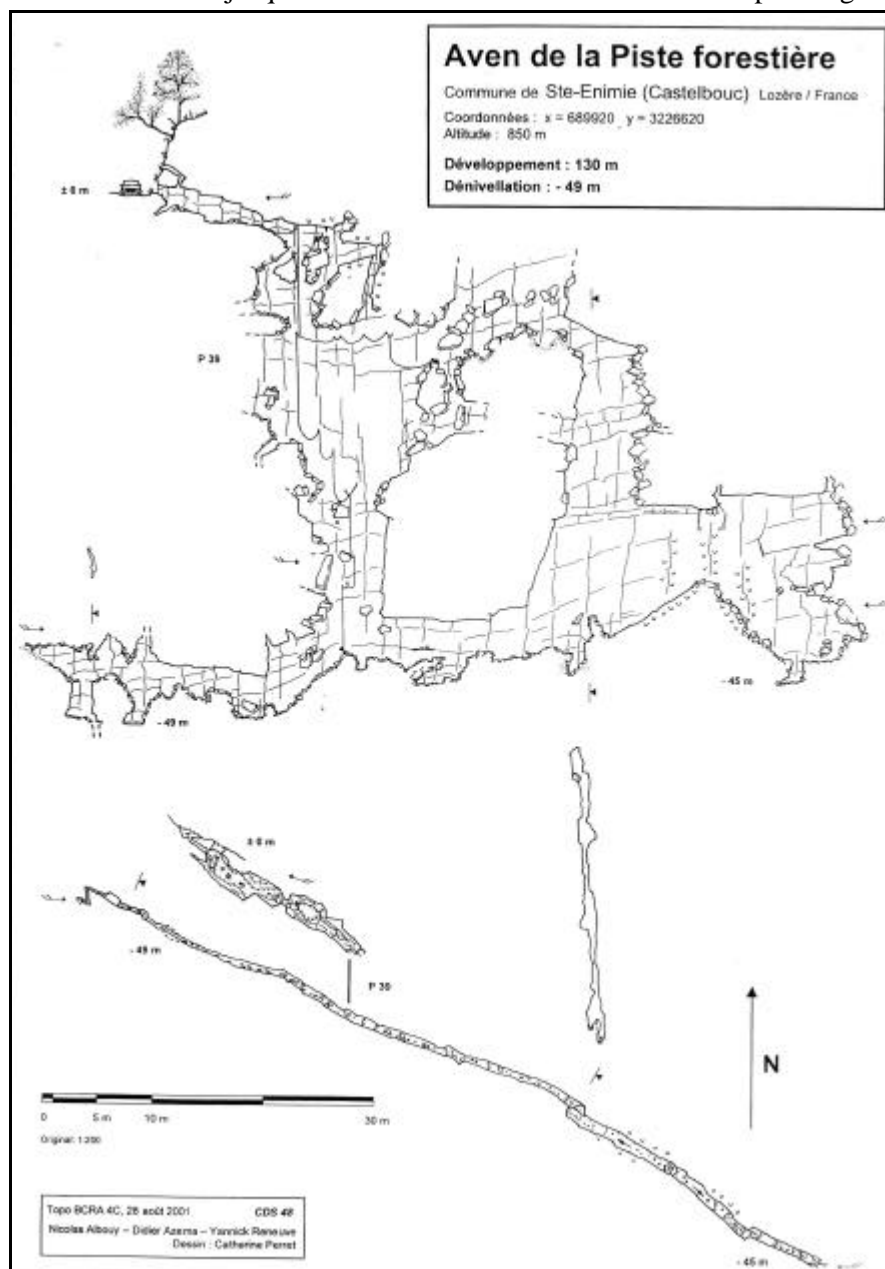 Aven de la Piste forestière
Commune de Ste-Enimie (Castelbouc) Lozère / France
Coordonnées : x = 689920 , y = 3226620
Altitude : 850 m
Développement : 130 m
Dénivellation : - 49 m
± 0 m
P 39
- 45 m
- 49 m
± 0 m
- 49 m
P 39
N
0 5 m 10 m 30 m
Original: 1:200
Topo BCRA 4C, 28 août 2001 CDS 48
Nicolas Albouy – Didier Azema – Yannick Reneuve
Dessin : Catherine Perret
- 45 m